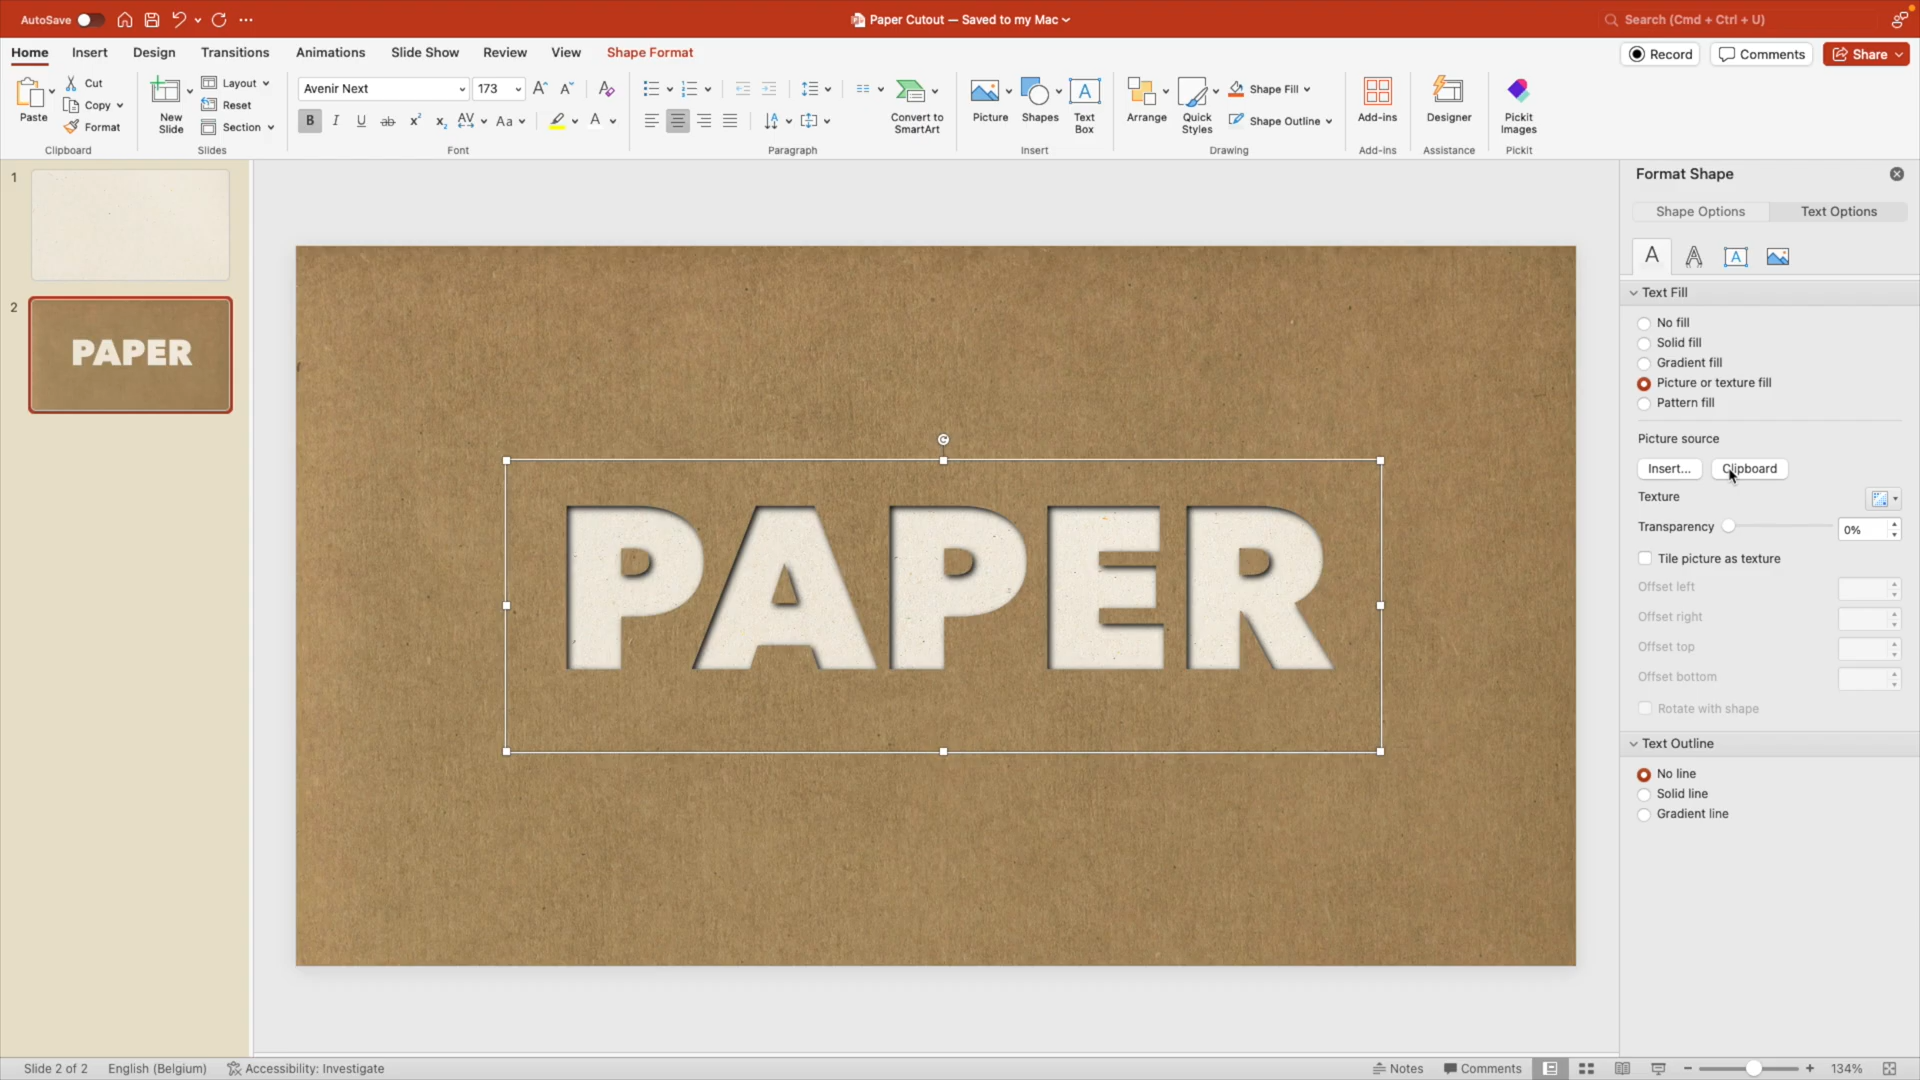 AutoSave
Paper Cutout — Saved to my Mac
Search (Cmd + Ctrl + U)
Home Insert Design Transitions Animations Slide Show Review View Shape Format
Record Comments Share
Paste Cut Copy Format
Clipboard
New Slide Layout Reset Section
Slides
Avenir Next 173
B I U ab x² x₂ AV Aa A
Font
Convert to SmartArt
Paragraph
Picture Shapes Text Box
Insert
Arrange Quick Styles Shape Fill Shape Outline
Drawing
Add-ins
Add-ins
Designer
Assistance
Pickit Images
Pickit
1
2
PAPER
PAPER
Format Shape
Shape Options Text Options
Text Fill
No fill
Solid fill
Gradient fill
Picture or texture fill
Pattern fill
Picture source
Insert... Clipboard
Texture
Transparency 0%
Tile picture as texture
Offset left
Offset right
Offset top
Offset bottom
Rotate with shape
Text Outline
No line
Solid line
Gradient line
Slide 2 of 2 English (Belgium) Accessibility: Investigate Notes Comments 134%